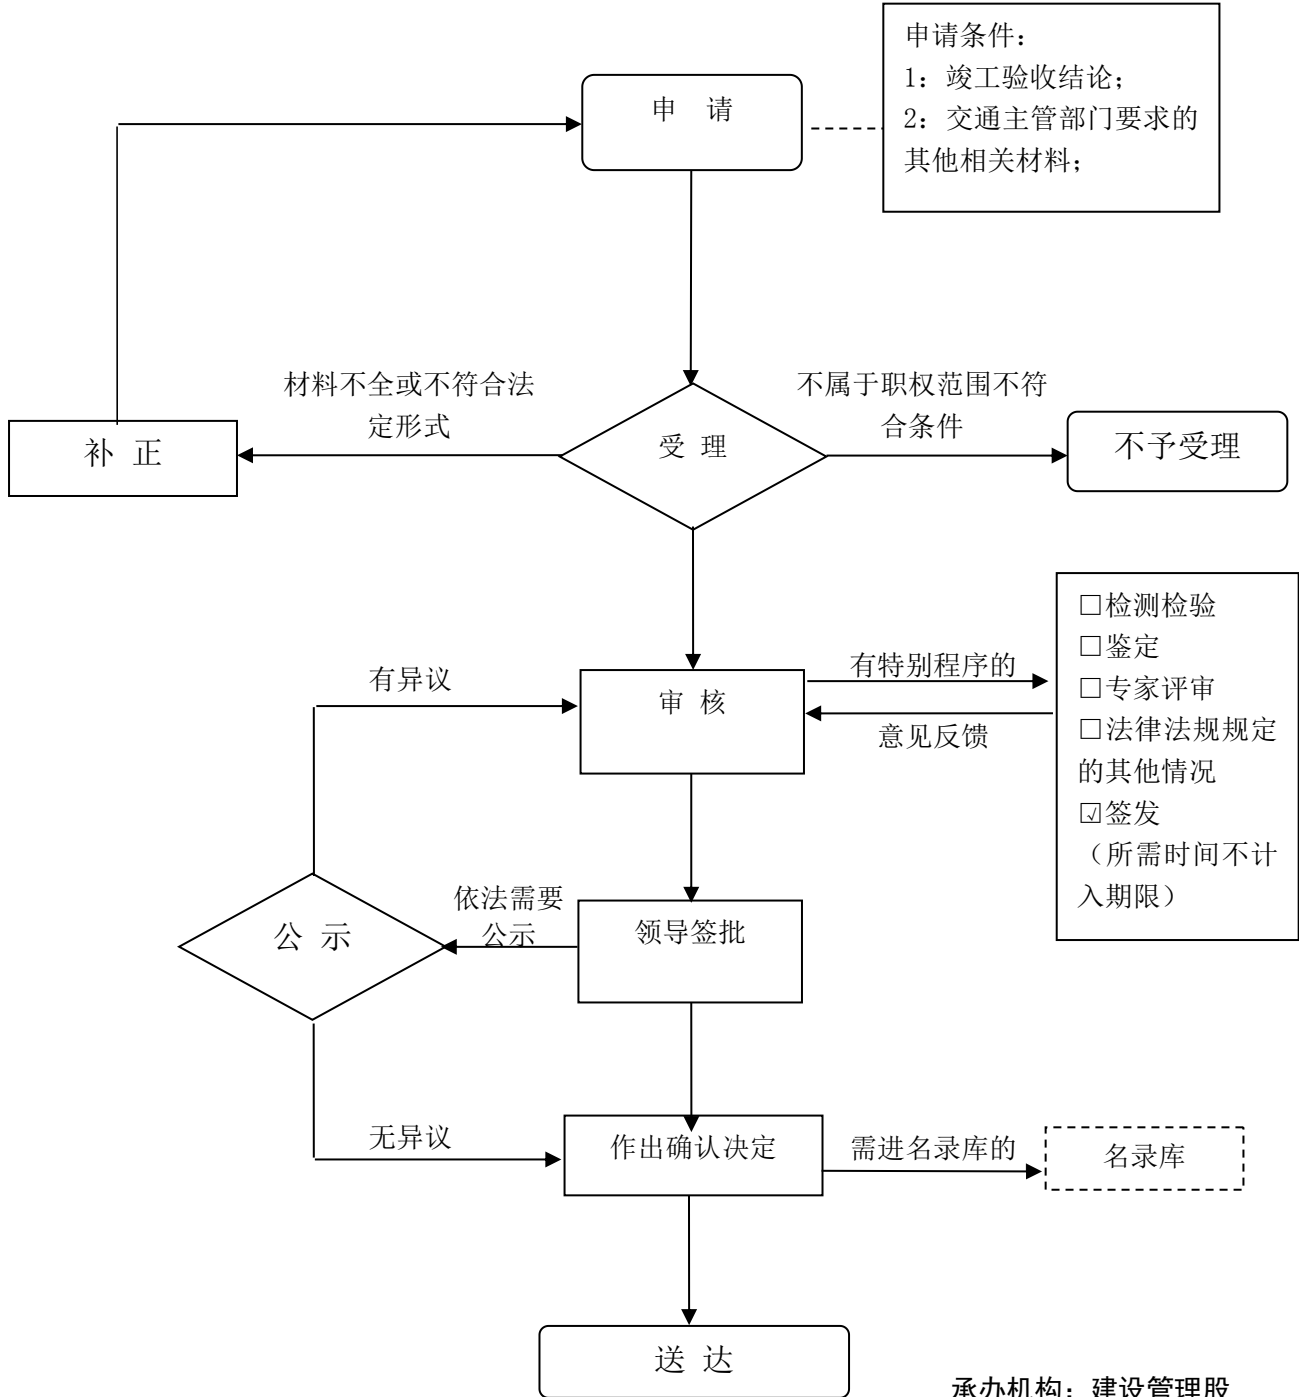 申请条件：
1：竣工验收结论；
2：交通主管部门要求的
其他相关材料；
申 请
材料不全或不符合法
定形式
不属于职权范围不符
合条件
补 正
受 理
不予受理
□检测检验
□鉴定
□专家评审
□法律法规规定
的其他情况
☑签发
（所需时间不计
入期限）
有异议
审 核
有特别程序的
意见反馈
依法需要
公示
公 示
领导签批
无异议
作出确认决定
需进名录库的
名录库
送 达
承办机构：建设管理股